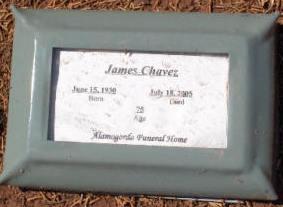 James Chavez
June 15, 1930 July 18, 2005
Born Died
75
Age
Alamogordo Funeral Home